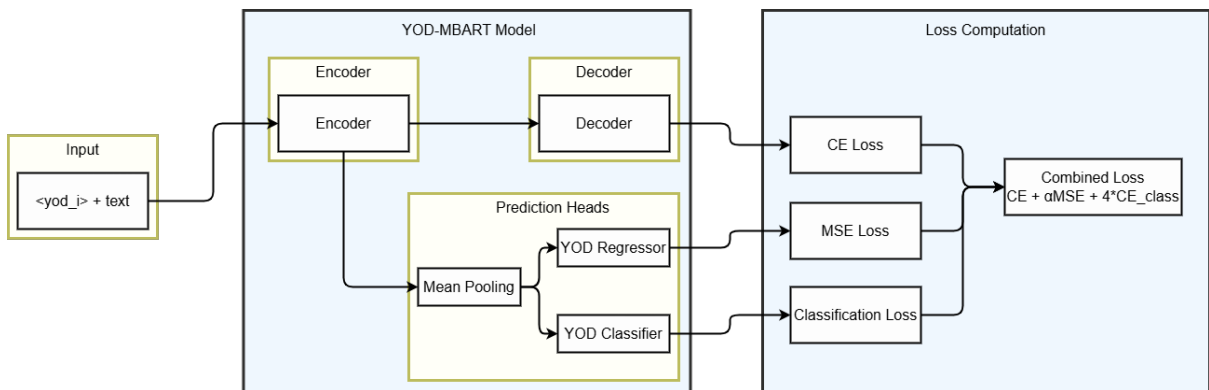 YOD-MBART Model
Loss Computation
Encoder
Decoder
Encoder
Decoder
Input
<yod_i> + text
Prediction Heads
YOD Regressor
Mean Pooling
YOD Classifier
CE Loss
MSE Loss
Classification Loss
Combined Loss
CE + αMSE + 4*CE_class